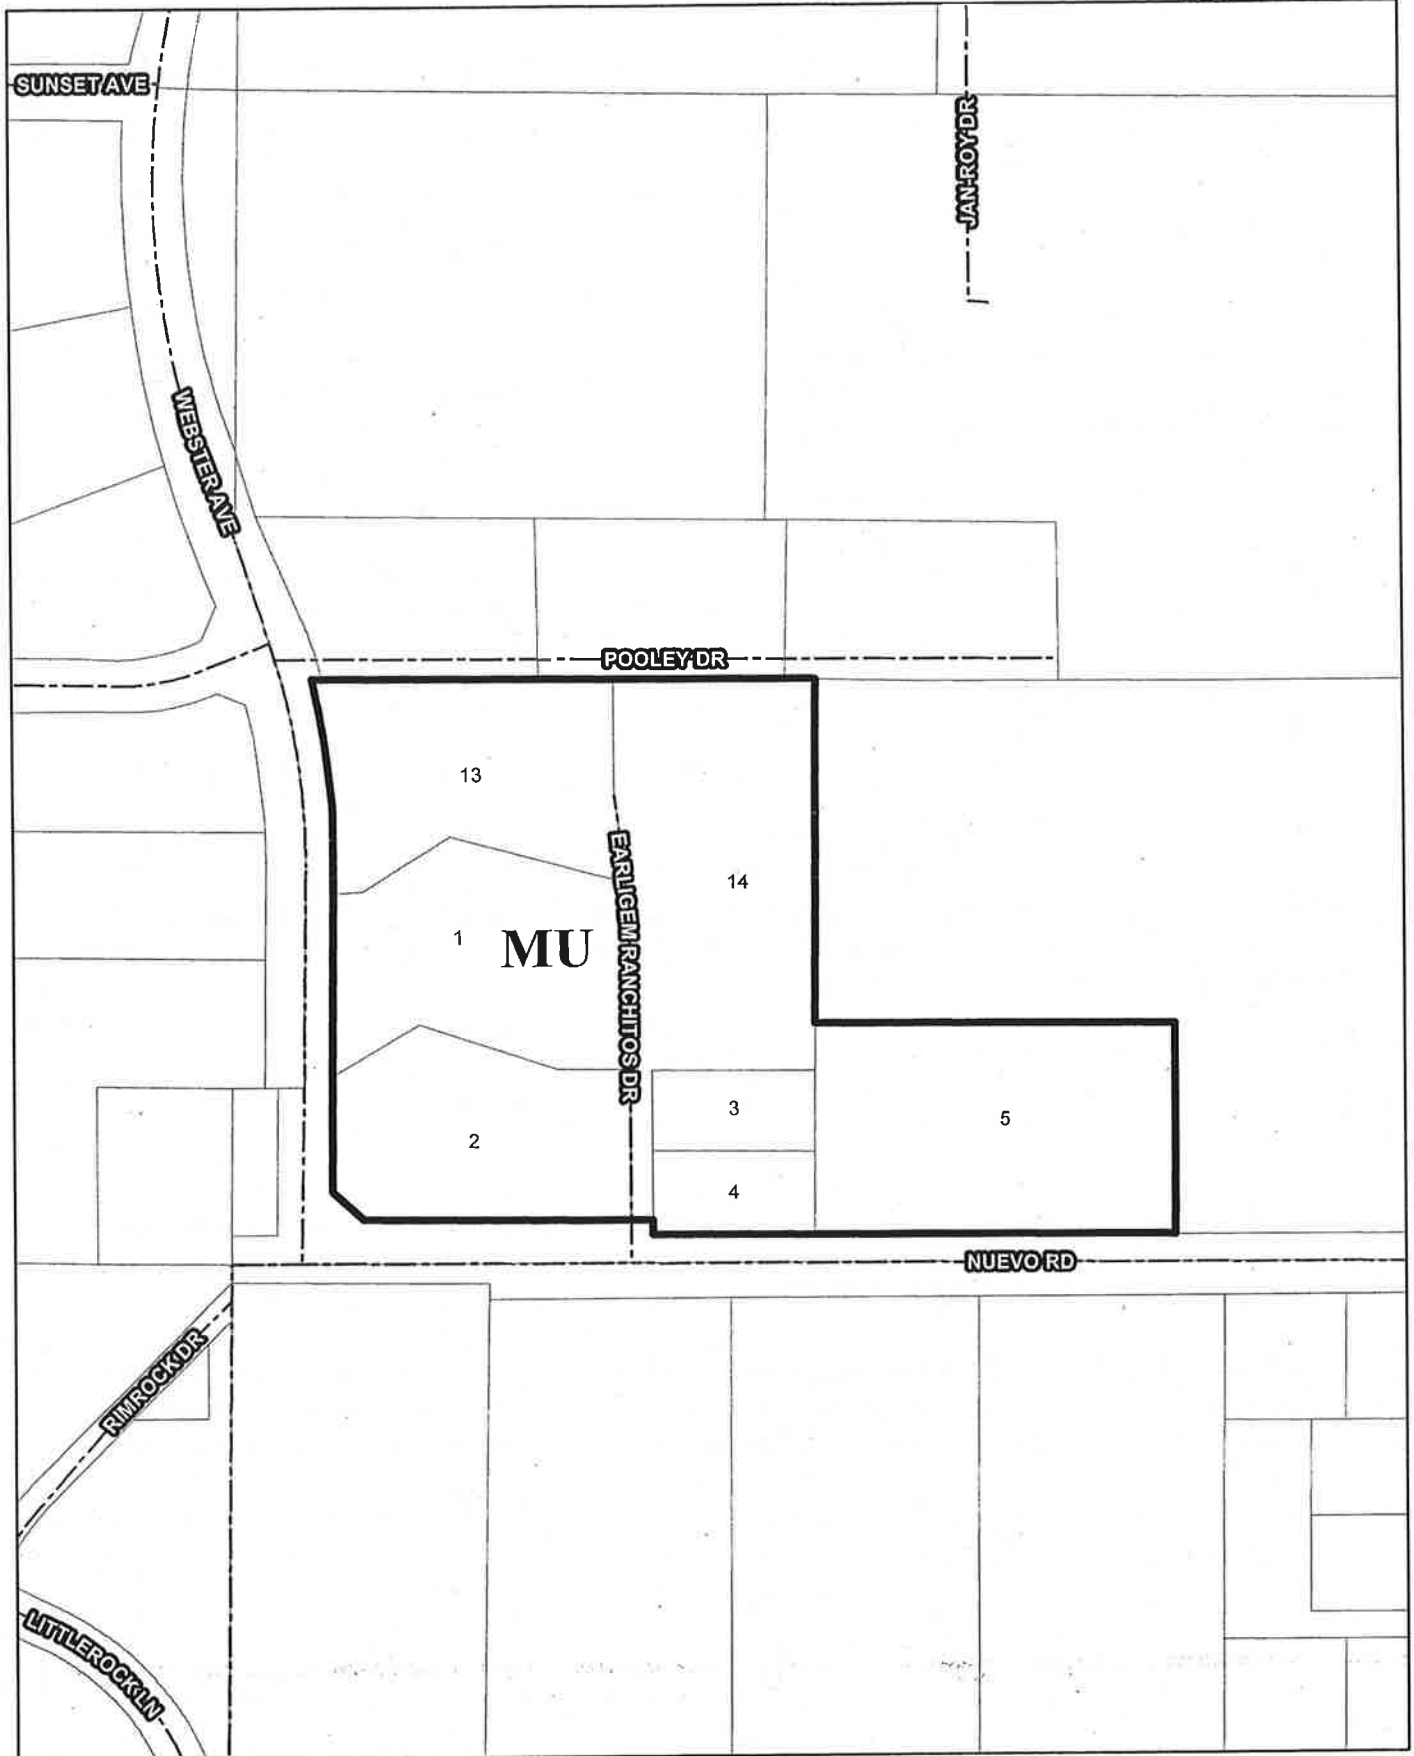 SUNSET AVE
JAN-ROY DR
WEBSTER AVE
POOLEY DR
13
EARLIGEM RANCHITOS DR
14
1
MU
3
5
2
4
NUEVO RD
RIMROCK DR
LITTLEROCK LN